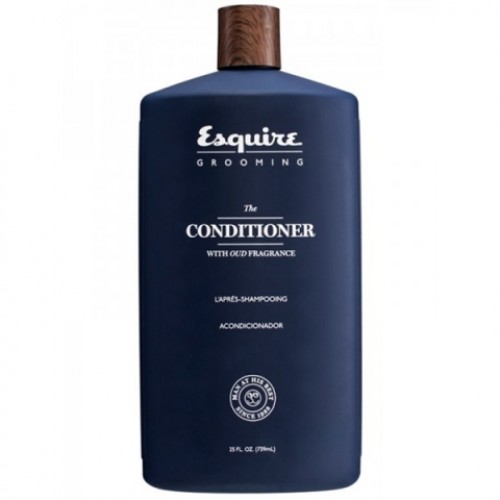 Esquire
GROOMING
The
CONDITIONER
WITH OUD FRAGRANCE
L'APRÉS-SHAMPOOING
ACONDICIONADOR
MAN AT HIS BEST
SINCE 1933
25 FL. OZ. (739mL)